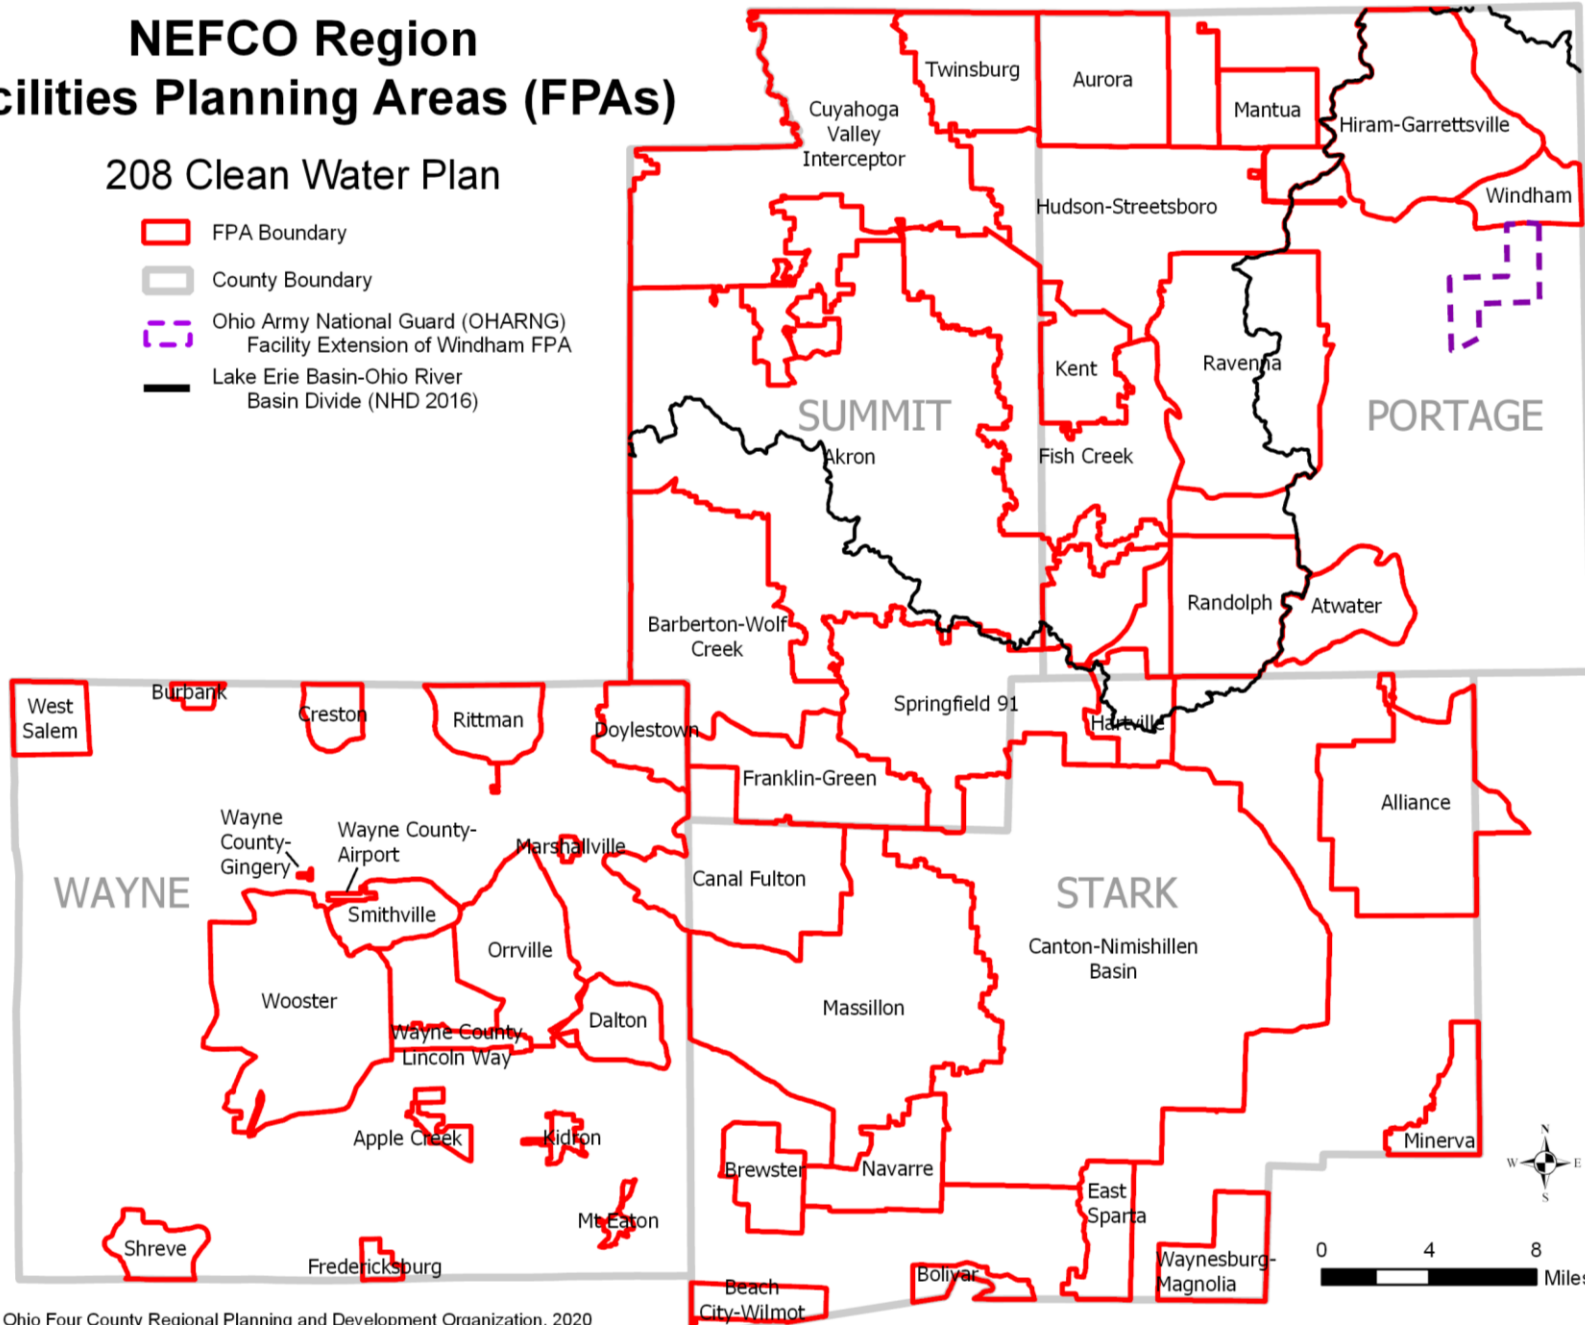 NEFCO Region
cilities Planning Areas (FPAs)
208 Clean Water Plan
FPA Boundary
County Boundary
Ohio Army National Guard (OHARNG)
Facility Extension of Windham FPA
Lake Erie Basin-Ohio River
Basin Divide (NHD 2016)
Twinsburg
Aurora
Mantua
Cuyahoga
Valley
Interceptor
Hiram-Garrettsville
Windham
Hudson-Streetsboro
Kent
Ravenna
SUMMIT
PORTAGE
Akron
Fish Creek
Randolph
Atwater
Barberton-Wolf
Creek
Springfield 91
Hartville
West
Salem
Burbank
Creston
Rittman
Doylestown
Franklin-Green
Alliance
Wayne
County-
Gingery
Wayne County-
Airport
Marshallville
Canal Fulton
WAYNE
STARK
Smithville
Orrville
Canton-Nimishillen
Basin
Wooster
Massillon
Dalton
Wayne County
Lincoln Way
Apple Creek
Kidron
Brewster
Navarre
Minerva
East
Sparta
Mt Eaton
Shreve
Fredericksburg
Waynesburg-
Magnolia
Bolivar
Beach
City-Wilmot
N
W
E
S
0 4 8
Miles
Ohio Four County Regional Planning and Development Organization, 2020